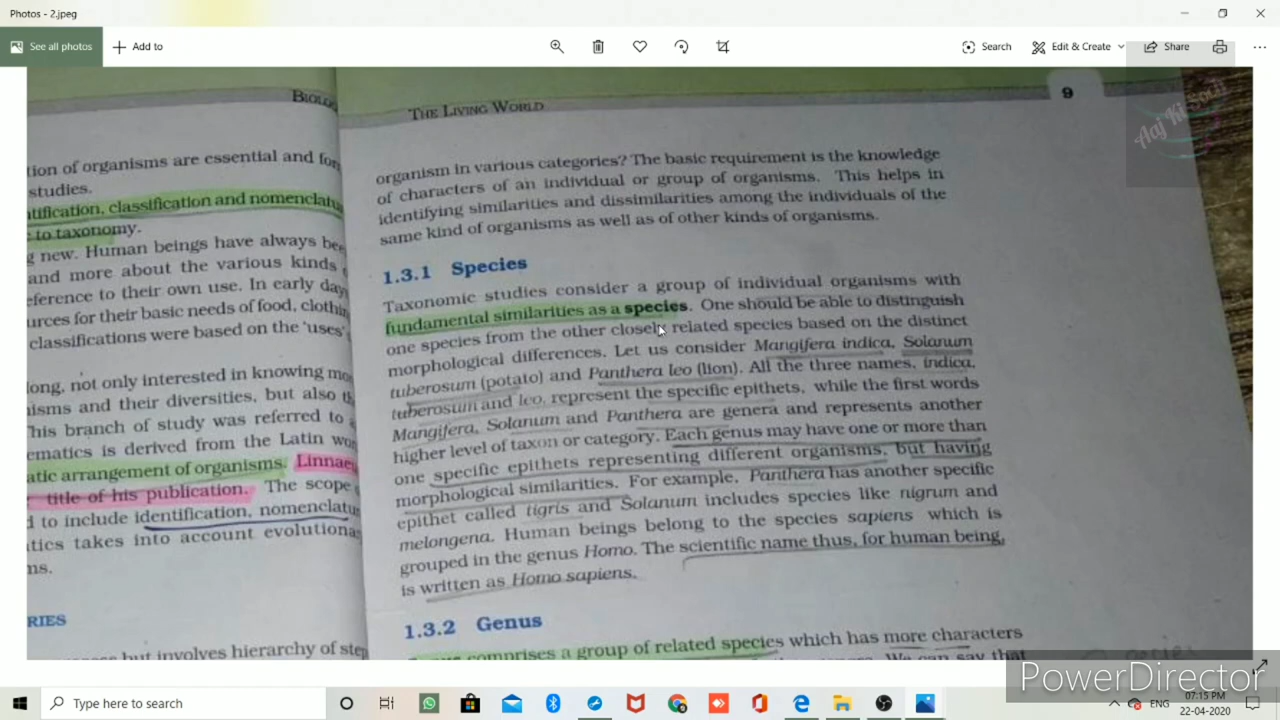 Photos - 2.jpeg
See all photos
Add to
Search
Edit & Create
Share
Aaj Ki Soch
BIOLO
tion of organisms are essential and for
studies.
ntification, classification and nomenclatu
c to taxonomy.
g new. Human beings have always be
and more about the various kinds
eference to their own use. In early day
urces for their basic needs of food, clothin
classifications were based on the 'uses'
long, not only interested in knowing mo
isms and their diversities, but also t
This branch of study was referred to
ematics is derived from the Latin wo
atic arrangement of organisms. Linnaeu
title of his publication. The scope
d to include identification, nomenclatu
atics takes into account evolutiona
ms.
RIES
but involves hierarchy of step
THE LIVING WORLD
9
organism in various categories? The basic requirement is the knowledge
of characters of an individual or group of organisms. This helps in
identifying similarities and dissimilarities among the individuals of the
same kind of organisms as well as of other kinds of organisms.
1.3.1 Species
Taxonomic studies consider a group of individual organisms with
fundamental similarities as a species. One should be able to distinguish
one species from the other closely related species based on the distinct
morphological differences. Let us consider Mangifera indica, Solanum
tuberosum (potato) and Panthera leo (lion). All the three names, indica,
tuberosum and leo, represent the specific epithets, while the first words
Mangifera, Solanum and Panthera are genera and represents another
higher level of taxon or category. Each genus may have one or more than
one specific epithets representing different organisms, but having
morphological similarities. For example, Panthera has another specific
epithet called tigris and Solanum includes species like nigrum and
melongena. Human beings belong to the species sapiens which is
grouped in the genus Homo. The scientific name thus, for human being,
is written as Homo sapiens.
1.3.2 Genus
Genus comprises a group of related species which has more characters
We can say that
PowerDirector
Type here to search
ENG
07:15 PM
22-04-2020